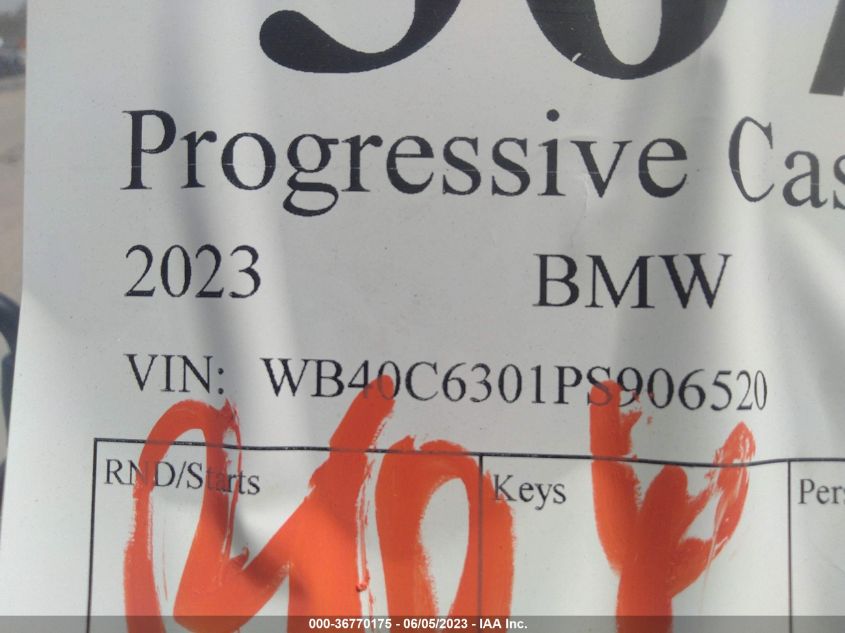 Progressive Cas
2023 BMW
VIN: WB40C6301PS906520
RND/Starts Keys Pers
000-36770175 - 06/05/2023 - IAA Inc.